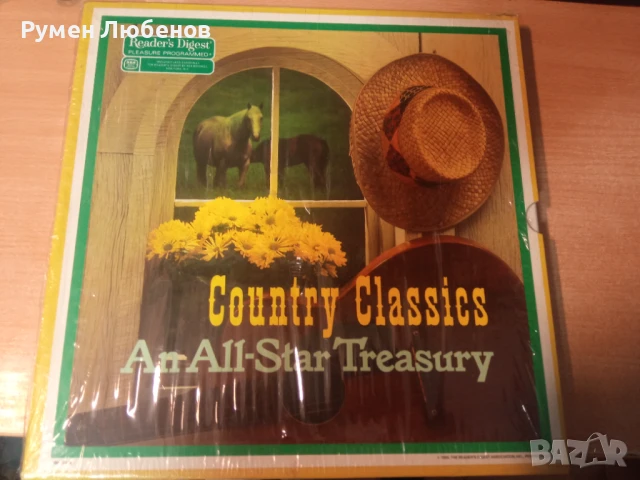 Румен Любенов
Reader's Digest
PLEASURE PROGRAMMED
Country Classics
An All-Star Treasury
BAZAR